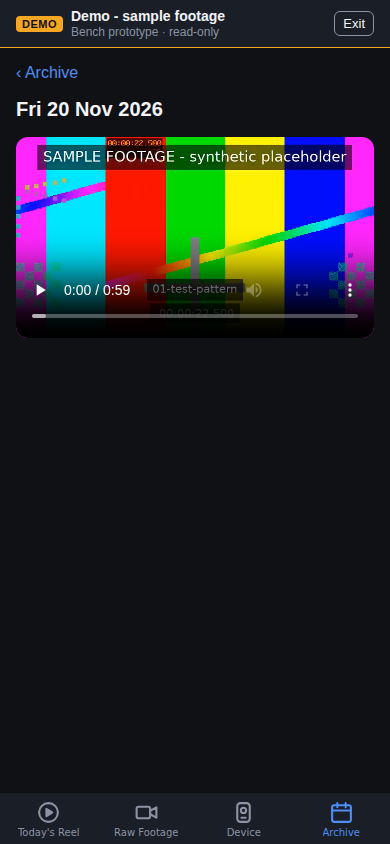 DEMO
Demo - sample footage
Bench prototype · read-only
Exit
‹ Archive
Fri 20 Nov 2026
00:00:22.500
SAMPLE FOOTAGE - synthetic placeholder
0:00 / 0:59
01-test-pattern
00:00:22.500
Today's Reel
Raw Footage
Device
Archive